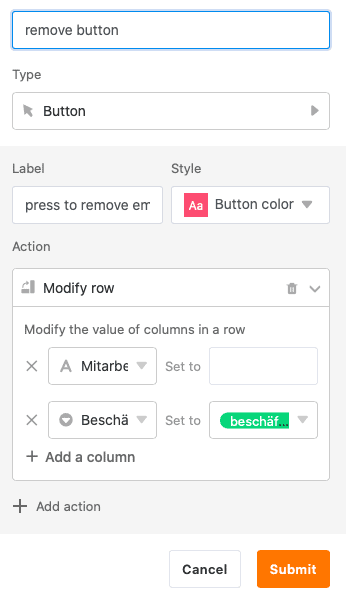 remove button
Type
Button
Label
Style
press to remove em
Aa
Button color
Action
Modify row
Modify the value of columns in a row
Mitarbe
Set to
Beschä
Set to
beschäf...
Add a column
Add action
Cancel
Submit